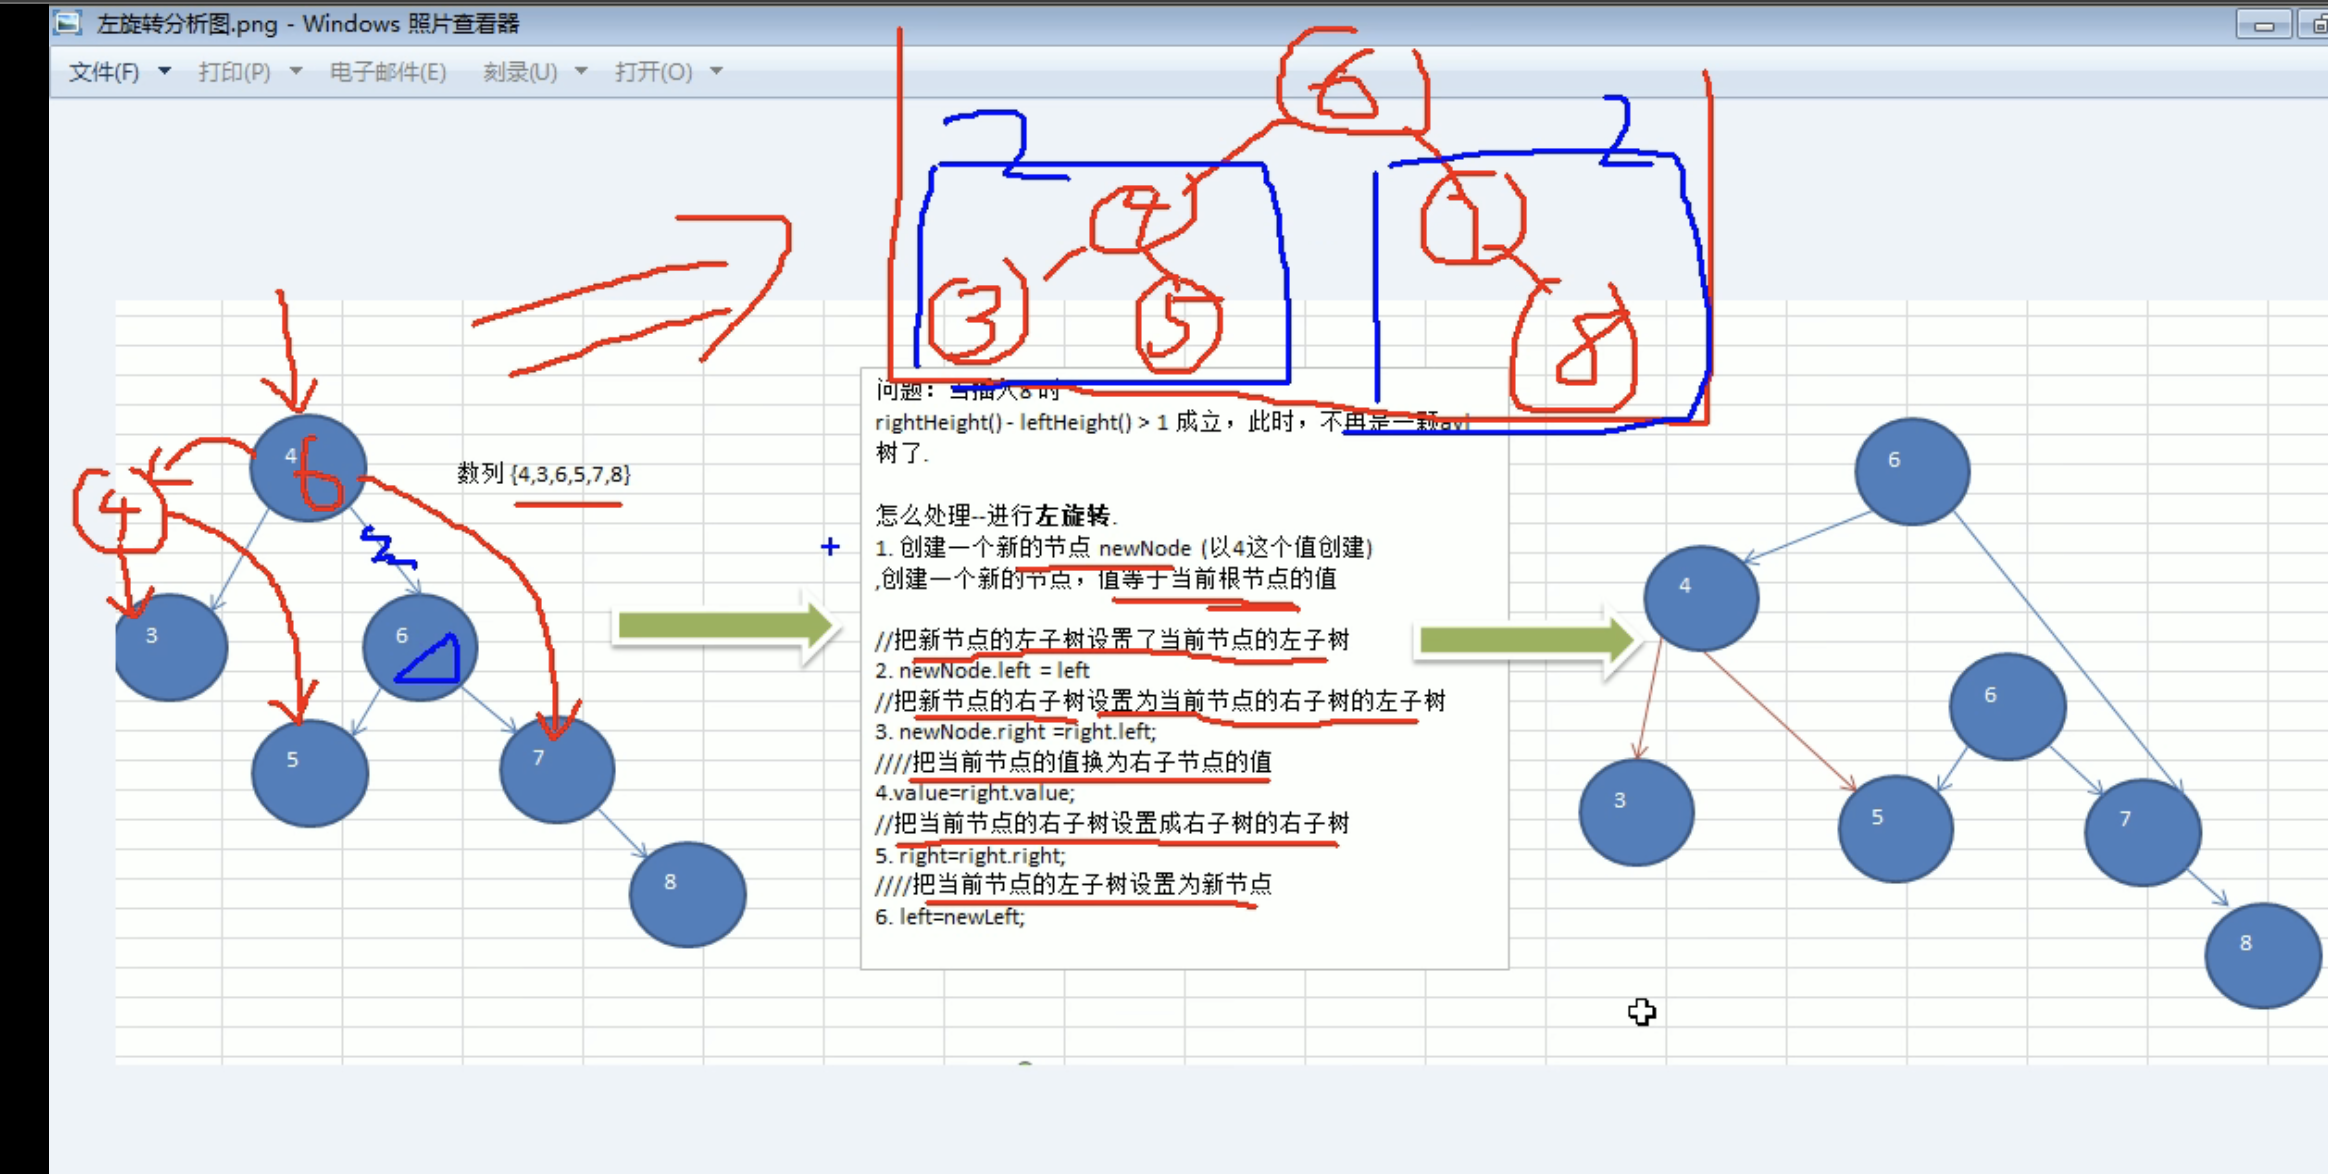 左旋转分析图.png - Windows 照片查看器
文件(F) 打印(P) 电子邮件(E) 刻录(U) 打开(O)
6
2
2
4
3
5
8
4
6
4
数列 {4,3,6,5,7,8}
3
6
5
7
8
问题：当插入8 时
rightHeight() - leftHeight() > 1 成立，此时，不再是一颗avl
树了.
怎么处理--进行左旋转.
1. 创建一个新的节点 newNode (以4这个值创建)
,创建一个新的节点，值等于当前根节点的值
//把新节点的左子树设置了当前节点的左子树
2. newNode.left = left
//把新节点的右子树设置为当前节点的右子树的左子树
3. newNode.right =right.left;
////把当前节点的值换为右子节点的值
4.value=right.value;
//把当前节点的右子树设置成右子树的右子树
5. right=right.right;
////把当前节点的左子树设置为新节点
6. left=newLeft;
6
4
6
3
5
7
8